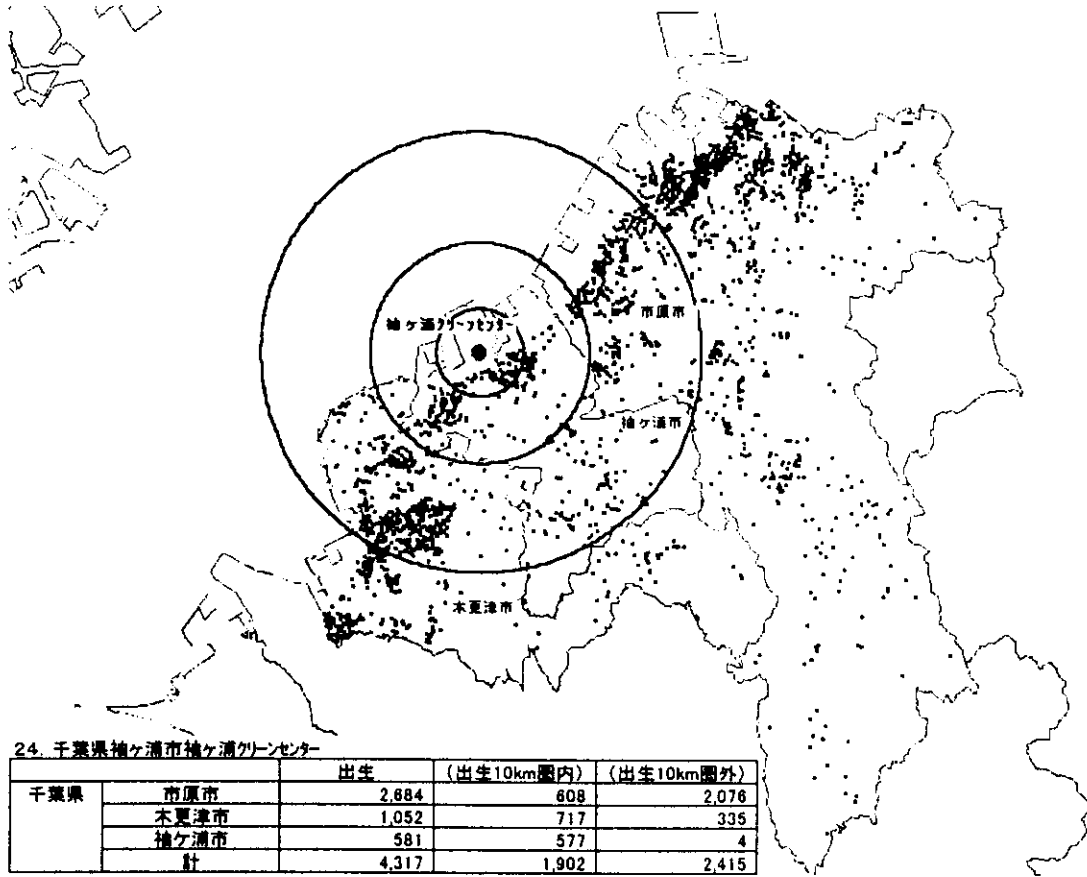 袖ヶ浦クリーンセンター
市原市
袖ヶ浦市
木更津市
24. 千葉県袖ヶ浦市袖ヶ浦クリーンセンター
出生 (出生10km圏内) (出生10km圏外)
千葉県 市原市 2,684 608 2,076
木更津市 1,052 717 335
袖ケ浦市 581 577 4
計 4,317 1,902 2,415